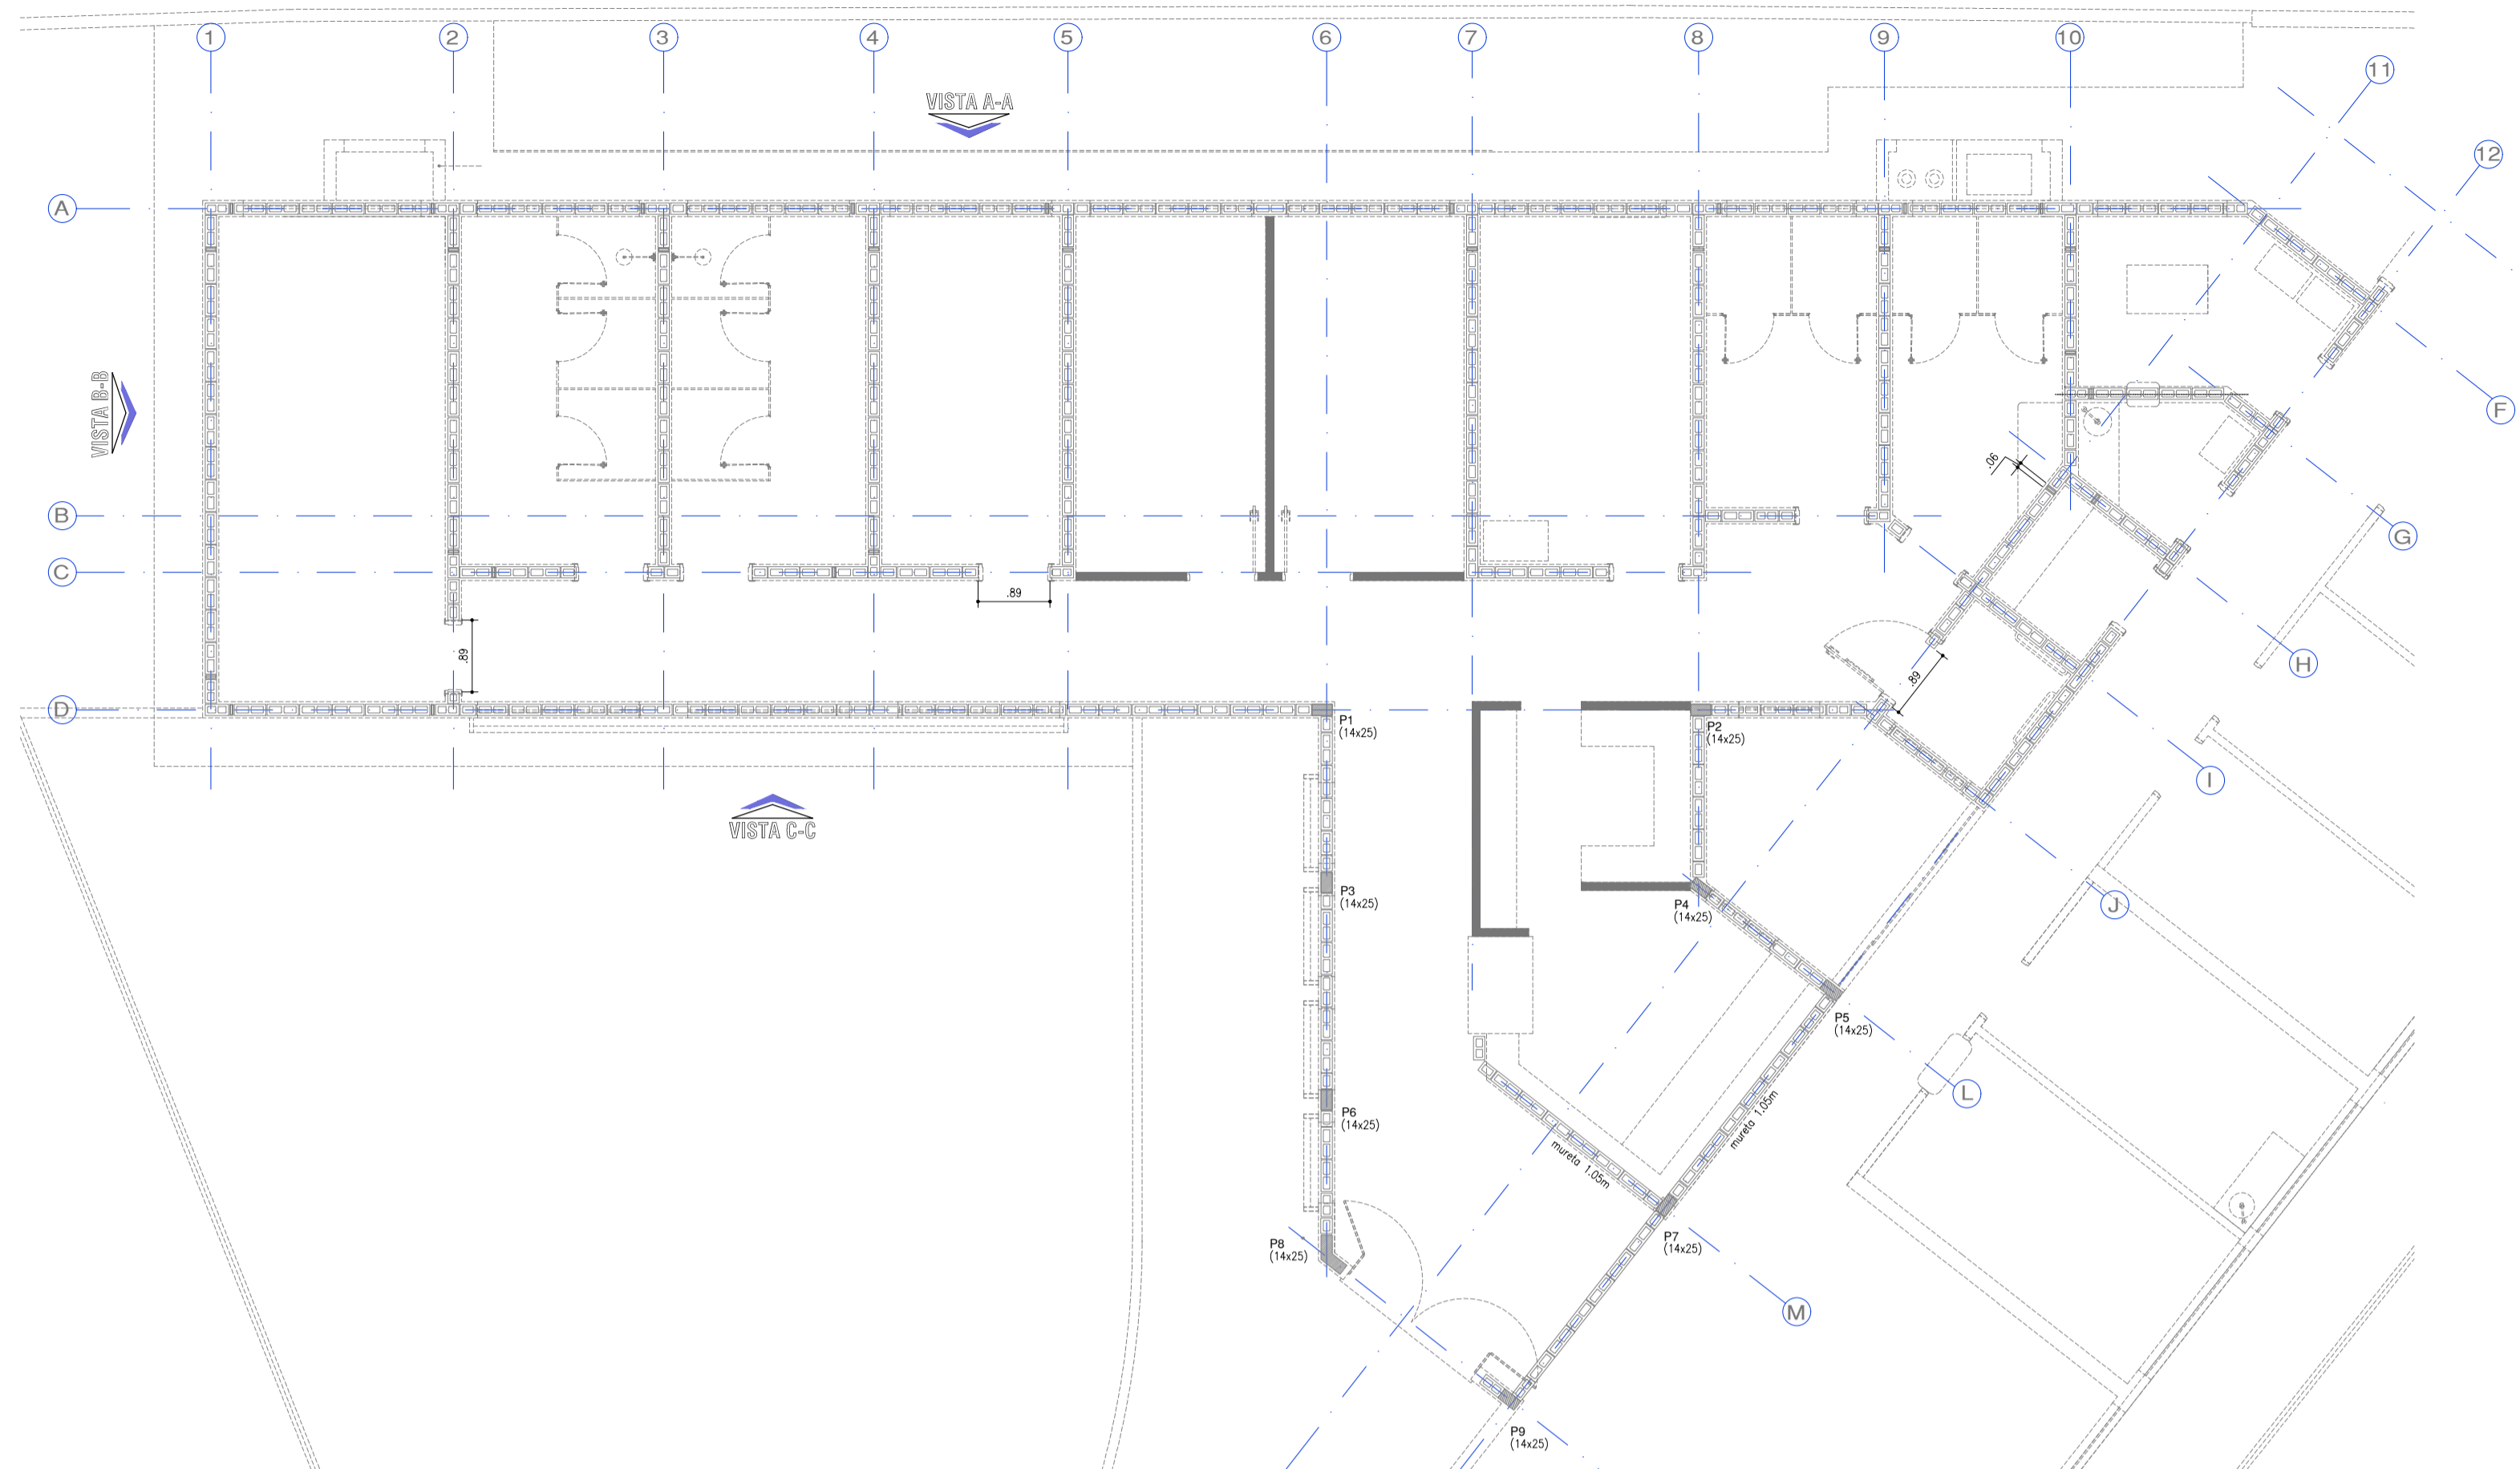 1 2 3 4 5 6 7 8 9 10
11
12
VISTA A-A
A
VISTA B-B
F
.06
B
G
C
.89
.89
H
.89
D
P1
(14x25)
P2
(14x25)
I
VISTA C-C
P3
(14x25)
P4
(14x25)
J
P5
(14x25)
L
P6
(14x25)
mureta 1.05m
mureta 1.05m
P7
(14x25)
P8
(14x25)
M
P9
(14x25)